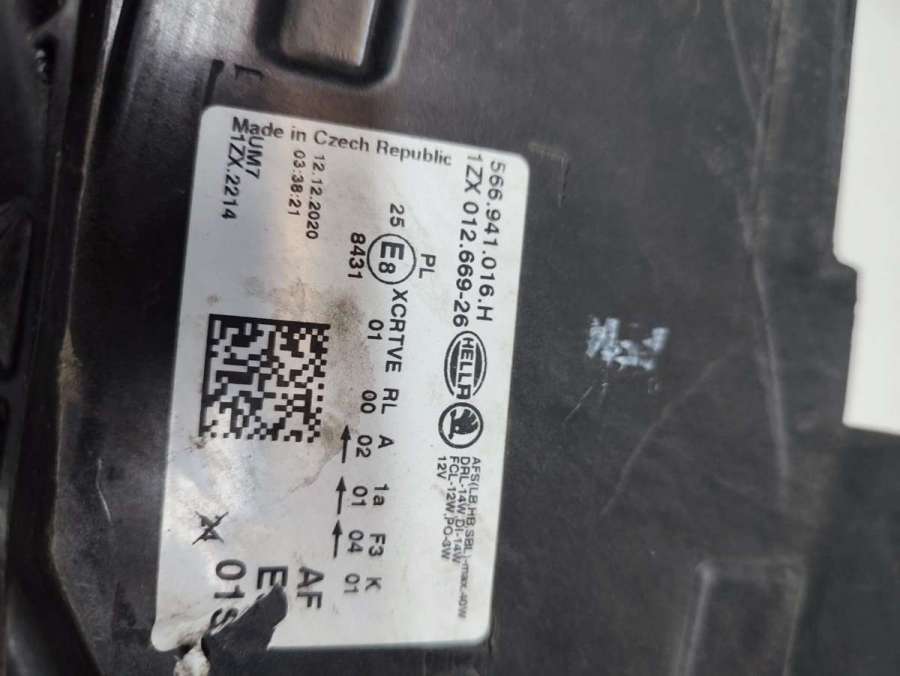 566.941.016.H
1ZX 012.669-26 HELLA
AFS(LB,HB,SBL)-max.40W
DRL-14W,DI-14W
FCL-12W,PO-3W
12V
PL
25 E8 XCRTVE RL A 1a F3 K
8431 01 00 02 01 04 01
12.12.2020
03:38:21
Made in Czech Republic
UM7
1ZX.2214
AF
01S